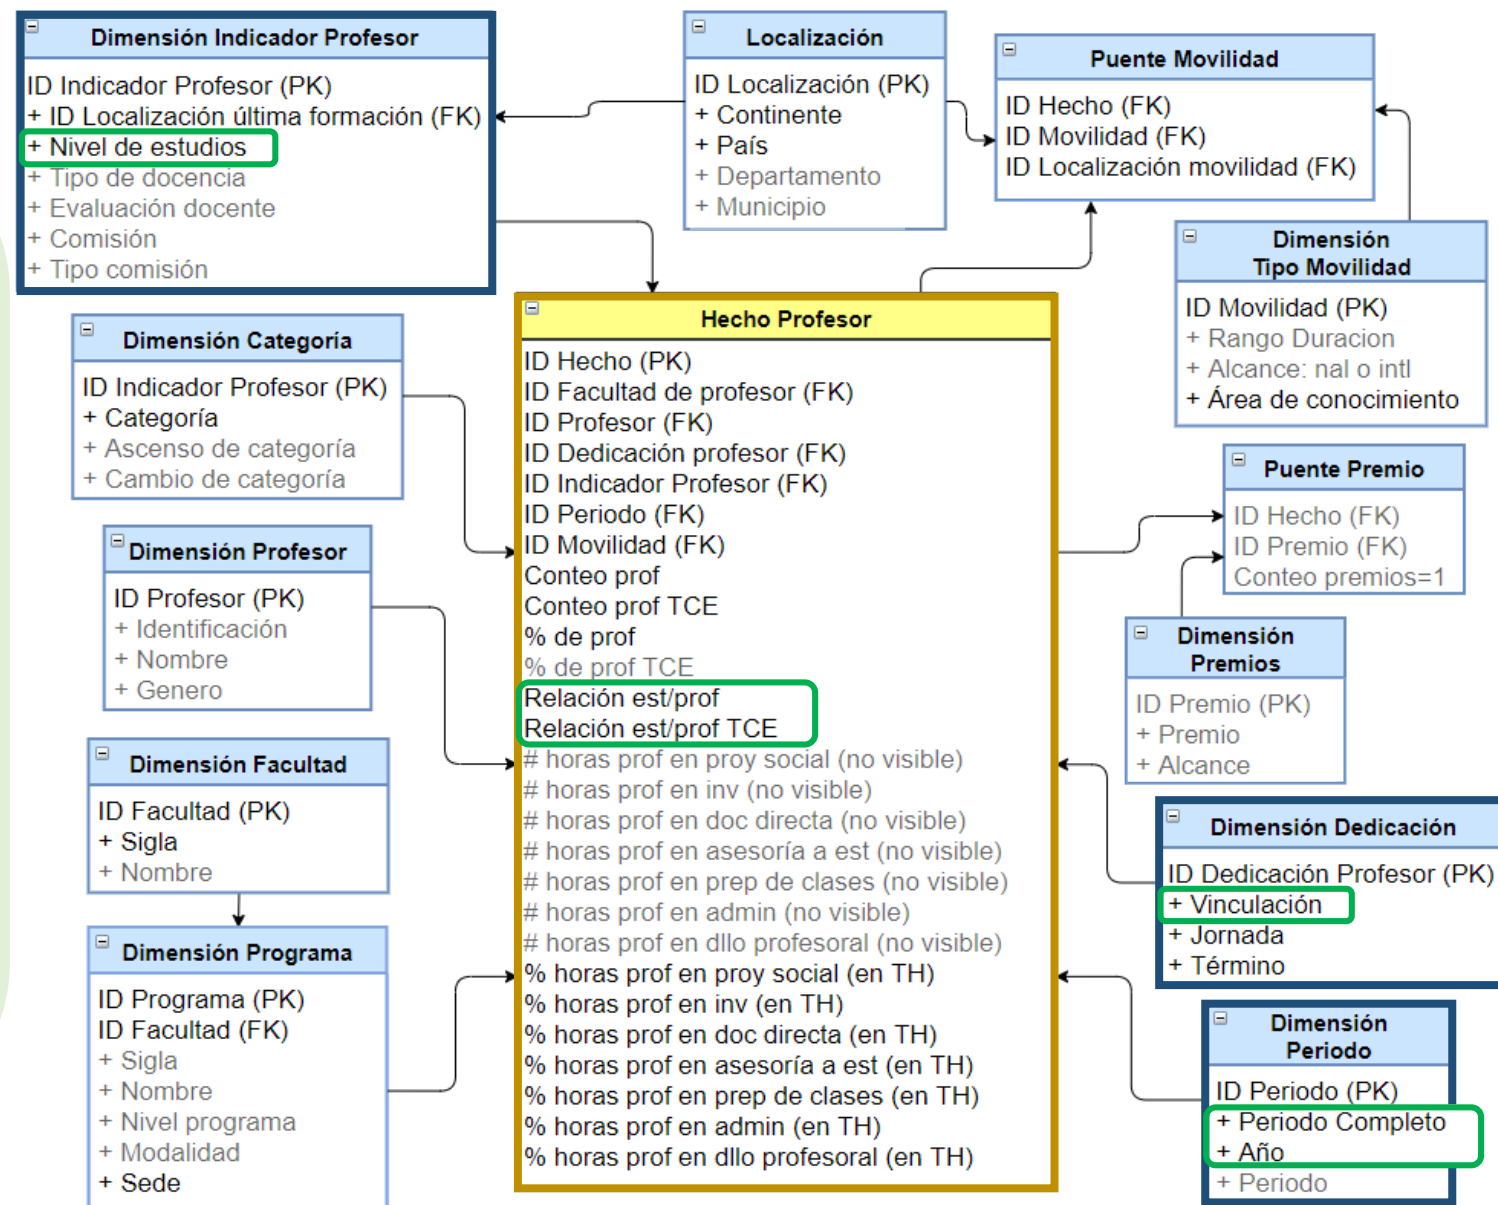 Dimensión Indicador Profesor
ID Indicador Profesor (PK)
+ ID Localización última formación (FK)
+ Nivel de estudios
+ Tipo de docencia
+ Evaluación docente
+ Comisión
+ Tipo comisión
Localización
ID Localización (PK)
+ Continente
+ País
+ Departamento
+ Municipio
Puente Movilidad
ID Hecho (FK)
ID Movilidad (FK)
ID Localización movilidad (FK)
Dimensión
Tipo Movilidad
ID Movilidad (PK)
+ Rango Duracion
+ Alcance: nal o intl
+ Área de conocimiento
Dimensión Categoría
ID Indicador Profesor (PK)
+ Categoría
+ Ascenso de categoría
+ Cambio de categoría
Hecho Profesor
ID Hecho (PK)
ID Facultad de profesor (FK)
ID Profesor (FK)
ID Dedicación profesor (FK)
ID Indicador Profesor (FK)
ID Periodo (FK)
ID Movilidad (FK)
Conteo prof
Conteo prof TCE
% de prof
% de prof TCE
Relación est/prof
Relación est/prof TCE
# horas prof en proy social (no visible)
# horas prof en inv (no visible)
# horas prof en doc directa (no visible)
# horas prof en asesoría a est (no visible)
# horas prof en prep de clases (no visible)
# horas prof en admin (no visible)
# horas prof en dllo profesoral (no visible)
% horas prof en proy social (en TH)
% horas prof en inv (en TH)
% horas prof en doc directa (en TH)
% horas prof en asesoría a est (en TH)
% horas prof en prep de clases (en TH)
% horas prof en admin (en TH)
% horas prof en dllo profesoral (en TH)
Puente Premio
ID Hecho (FK)
ID Premio (FK)
Conteo premios=1
Dimensión Profesor
ID Profesor (PK)
+ Identificación
+ Nombre
+ Genero
Dimensión
Premios
ID Premio (PK)
+ Premio
+ Alcance
Dimensión Facultad
ID Facultad (PK)
+ Sigla
+ Nombre
Dimensión Dedicación
ID Dedicación Profesor (PK)
+ Vinculación
+ Jornada
+ Término
Dimensión Programa
ID Programa (PK)
ID Facultad (FK)
+ Sigla
+ Nombre
+ Nivel programa
+ Modalidad
+ Sede
Dimensión
Periodo
ID Periodo (PK)
+ Periodo Completo
+ Año
+ Periodo